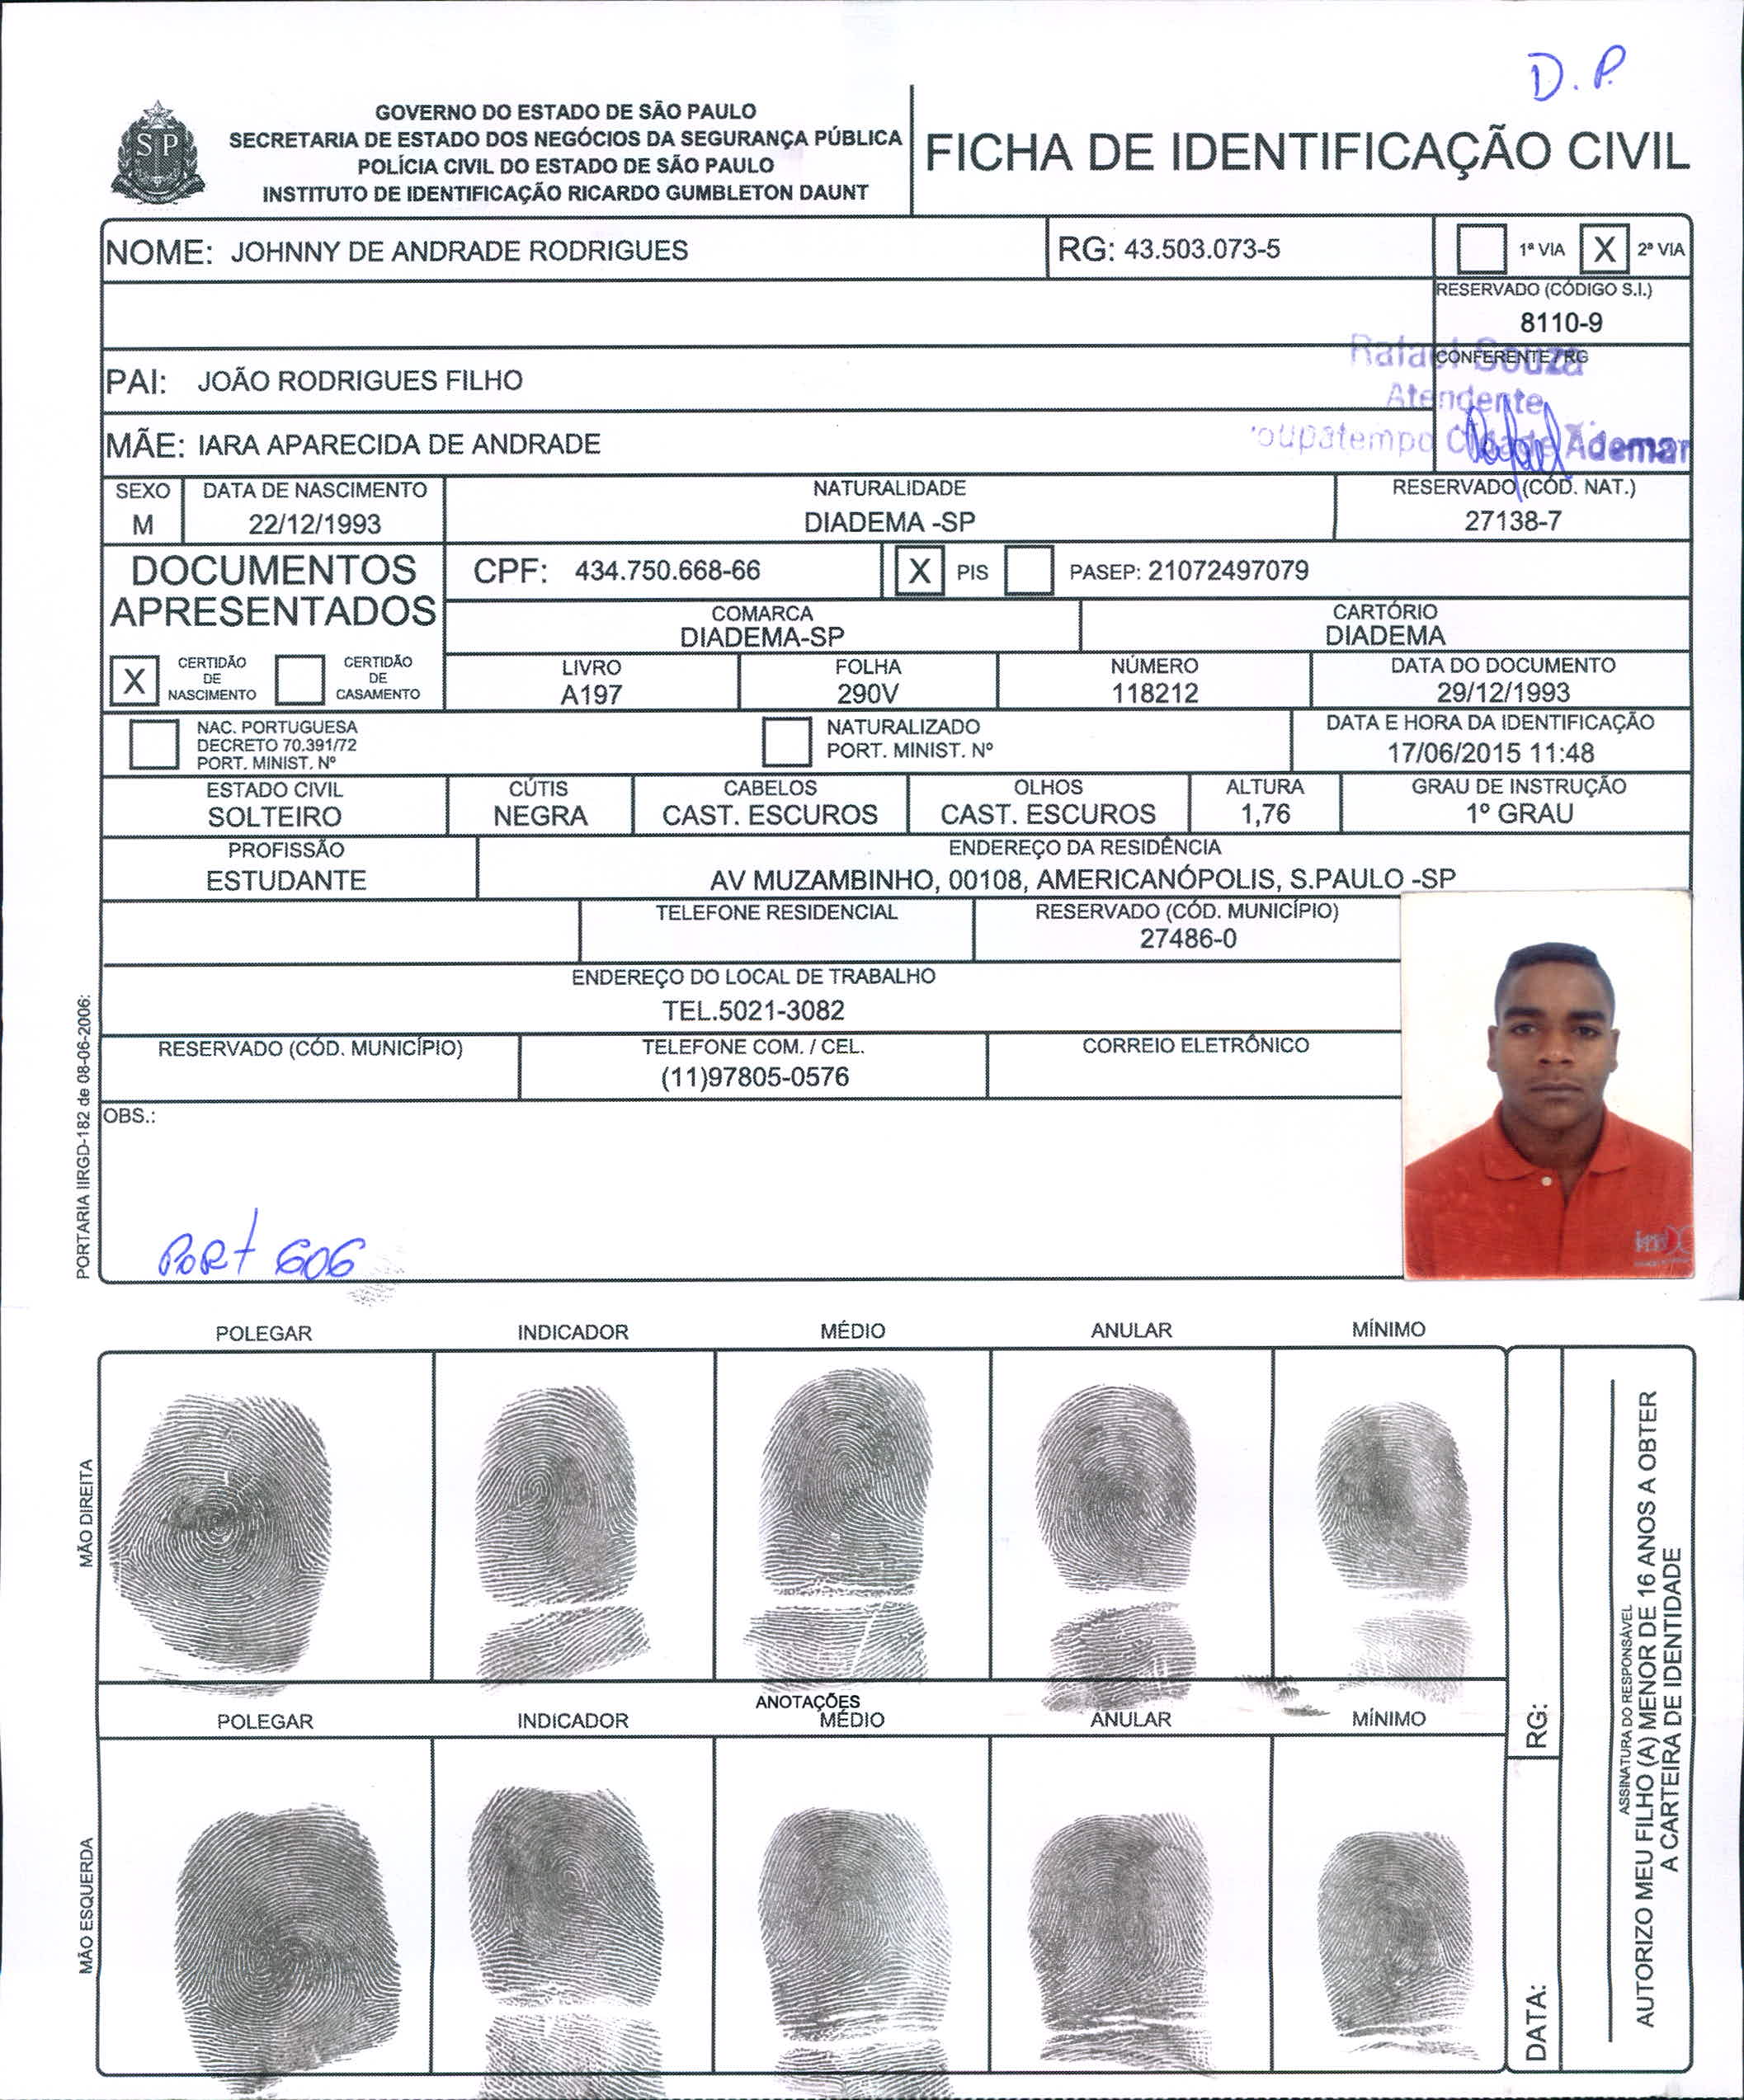 D.P.
GOVERNO DO ESTADO DE SÃO PAULO
SECRETARIA DE ESTADO DOS NEGÓCIOS DA SEGURANÇA PÚBLICA
POLÍCIA CIVIL DO ESTADO DE SÃO PAULO
INSTITUTO DE IDENTIFICAÇÃO RICARDO GUMBLETON DAUNT
SP
FICHA DE IDENTIFICAÇÃO CIVIL
NOME: JOHNNY DE ANDRADE RODRIGUES
RG: 43.503.073-5
1ª VIA X 2ª VIA
RESERVADO (CÓDIGO S.I.)
8110-9
PAI: JOÃO RODRIGUES FILHO
CONFERENTE/RG
Rafael Souza
Atendente
oupatempo Cidade Ademar
MÃE: IARA APARECIDA DE ANDRADE
SEXO
M
DATA DE NASCIMENTO
22/12/1993
NATURALIDADE
DIADEMA -SP
RESERVADO (CÓD. NAT.)
27138-7
DOCUMENTOS
APRESENTADOS
CPF: 434.750.668-66
X PIS
PASEP: 21072497079
COMARCA
DIADEMA-SP
CARTÓRIO
DIADEMA
X CERTIDÃO
DE
NASCIMENTO
CERTIDÃO
DE
CASAMENTO
LIVRO
A197
FOLHA
290V
NÚMERO
118212
DATA DO DOCUMENTO
29/12/1993
NAC. PORTUGUESA
DECRETO 70.391/72
PORT. MINIST. Nº
NATURALIZADO
PORT. MINIST. Nº
DATA E HORA DA IDENTIFICAÇÃO
17/06/2015 11:48
ESTADO CIVIL
SOLTEIRO
CÚTIS
NEGRA
CABELOS
CAST. ESCUROS
OLHOS
CAST. ESCUROS
ALTURA
1,76
GRAU DE INSTRUÇÃO
1º GRAU
PROFISSÃO
ESTUDANTE
ENDEREÇO DA RESIDÊNCIA
AV MUZAMBINHO, 00108, AMERICANÓPOLIS, S.PAULO -SP
TELEFONE RESIDENCIAL
RESERVADO (CÓD. MUNICÍPIO)
27486-0
ENDEREÇO DO LOCAL DE TRABALHO
TEL.5021-3082
RESERVADO (CÓD. MUNICÍPIO)
TELEFONE COM. / CEL.
(11)97805-0576
CORREIO ELETRÔNICO
OBS.:
PORT 606
PORTARIA IIRGD-182 de 08-06-2006:
POLEGAR INDICADOR MÉDIO ANULAR MÍNIMO
MÃO DIREITA
ANOTAÇÕES
POLEGAR INDICADOR MÉDIO ANULAR MÍNIMO
MÃO ESQUERDA
RG:
DATA:
ASSINATURA DO RESPONSÁVEL
AUTORIZO MEU FILHO (A) MENOR DE 16 ANOS A OBTER
A CARTEIRA DE IDENTIDADE